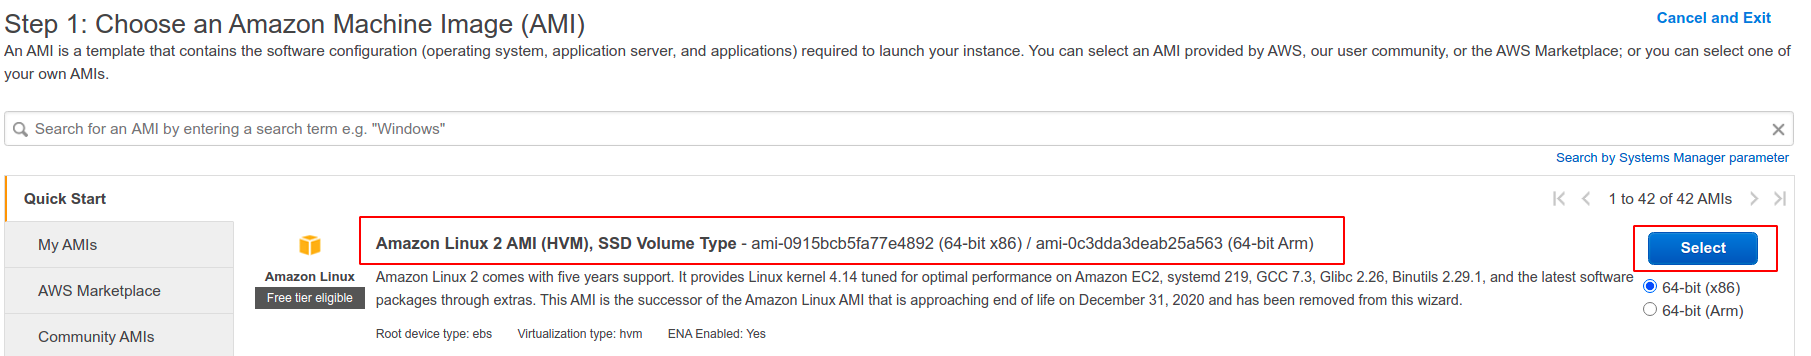 Step 1: Choose an Amazon Machine Image (AMI)
Cancel and Exit
An AMI is a template that contains the software configuration (operating system, application server, and applications) required to launch your instance. You can select an AMI provided by AWS, our user community, or the AWS Marketplace; or you can select one of
your own AMIs.
Search for an AMI by entering a search term e.g. "Windows"
Search by Systems Manager parameter
Quick Start
1 to 42 of 42 AMIs
My AMIs
AWS Marketplace
Community AMIs
Amazon Linux
Free tier eligible
Amazon Linux 2 AMI (HVM), SSD Volume Type - ami-0915bcb5fa77e4892 (64-bit x86) / ami-0c3dda3deab25a563 (64-bit Arm)
Amazon Linux 2 comes with five years support. It provides Linux kernel 4.14 tuned for optimal performance on Amazon EC2, systemd 219, GCC 7.3, Glibc 2.26, Binutils 2.29.1, and the latest software
packages through extras. This AMI is the successor of the Amazon Linux AMI that is approaching end of life on December 31, 2020 and has been removed from this wizard.
Root device type: ebs Virtualization type: hvm ENA Enabled: Yes
Select
64-bit (x86)
64-bit (Arm)